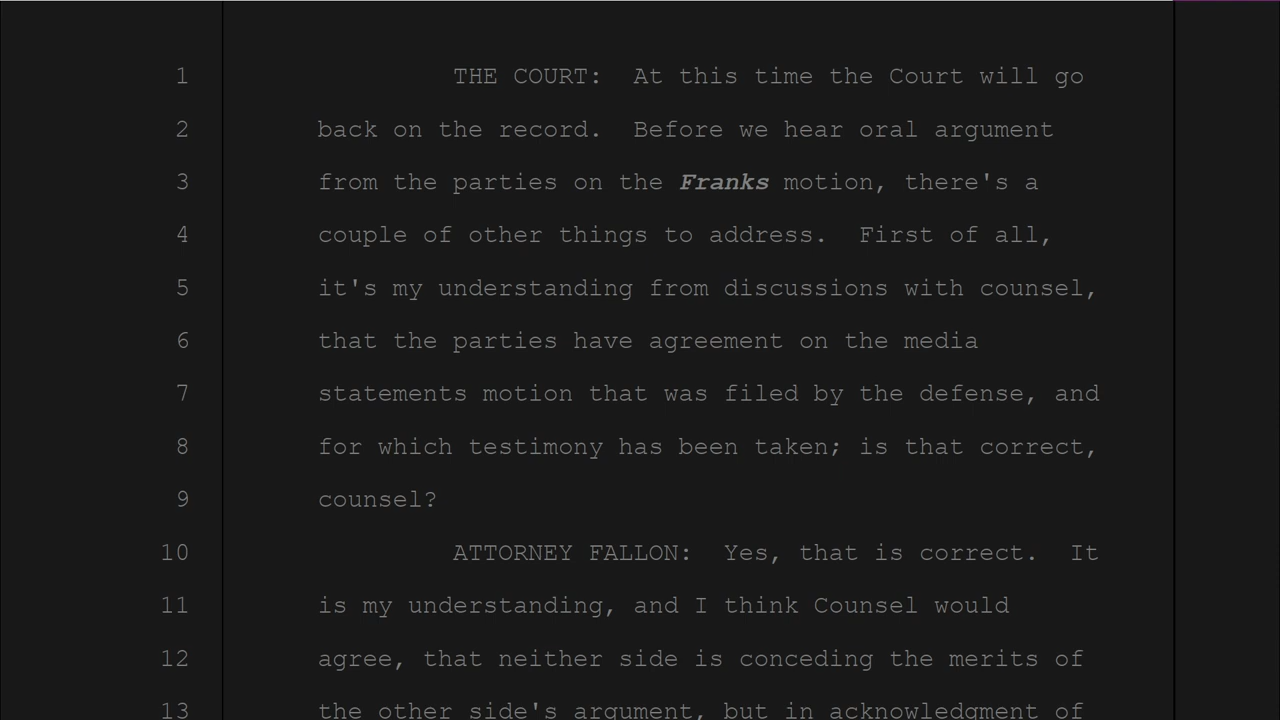 1 THE COURT: At this time the Court will go
2 back on the record. Before we hear oral argument
3 from the parties on the Franks motion, there's a
4 couple of other things to address. First of all,
5 it's my understanding from discussions with counsel,
6 that the parties have agreement on the media
7 statements motion that was filed by the defense, and
8 for which testimony has been taken; is that correct,
9 counsel?
10 ATTORNEY FALLON: Yes, that is correct. It
11 is my understanding, and I think Counsel would
12 agree, that neither side is conceding the merits of
13 the other side's argument, but in acknowledgment of